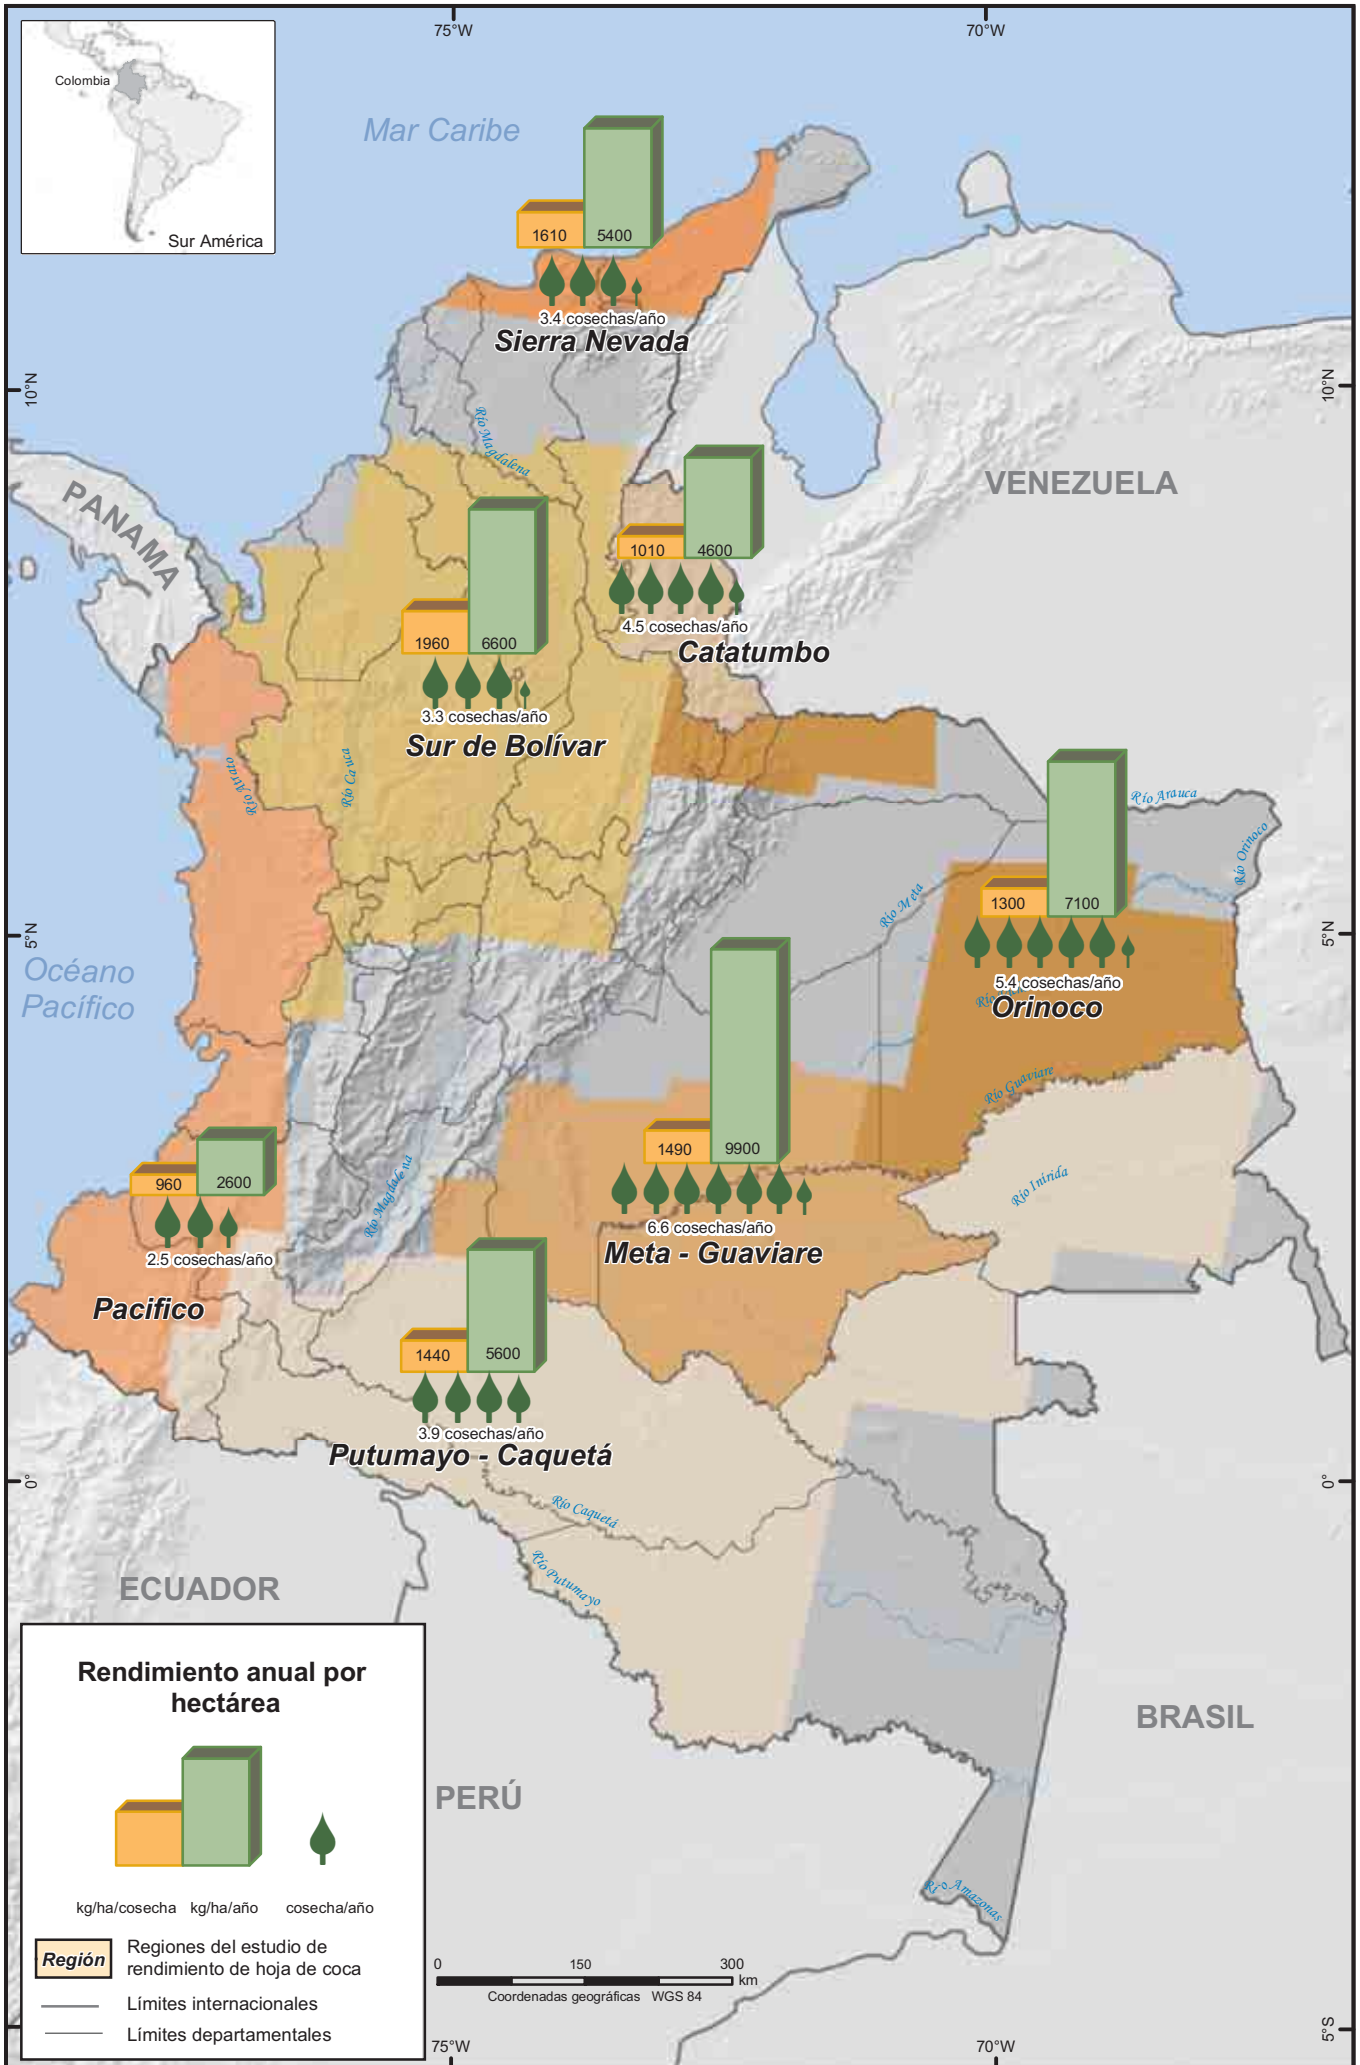 75°W
70°W
Colombia
Sur América
Mar Caribe
1610
5400
3.4 cosechas/año
Sierra Nevada
10°N
10°N
Río Magdalena
PANAMA
VENEZUELA
1010
4600
4.5 cosechas/año
Catatumbo
1960
6600
3.3 cosechas/año
Sur de Bolívar
Río Atrato
Río Cauca
Río Arauca
Río Orinoco
Río Meta
1300
7100
5.4 cosechas/año
Río
Orinoco
5°N
5°N
Océano
Pacífico
Río Guaviare
1490
9900
6.6 cosechas/año
Meta - Guaviare
Río Inírida
960
2600
2.5 cosechas/año
Pacifico
Río Magdalena
1440
5600
3.9 cosechas/año
Putumayo - Caquetá
0°
0°
Río Caquetá
Río Putumayo
ECUADOR
BRASIL
PERÚ
Río Amazonas
Rendimiento anual por
hectárea
kg/ha/cosecha kg/ha/año cosecha/año
Región
Regiones del estudio de
rendimiento de hoja de coca
Límites internacionales
Límites departamentales
0 150 300
km
Coordenadas geográficas WGS 84
5°S
75°W
70°W